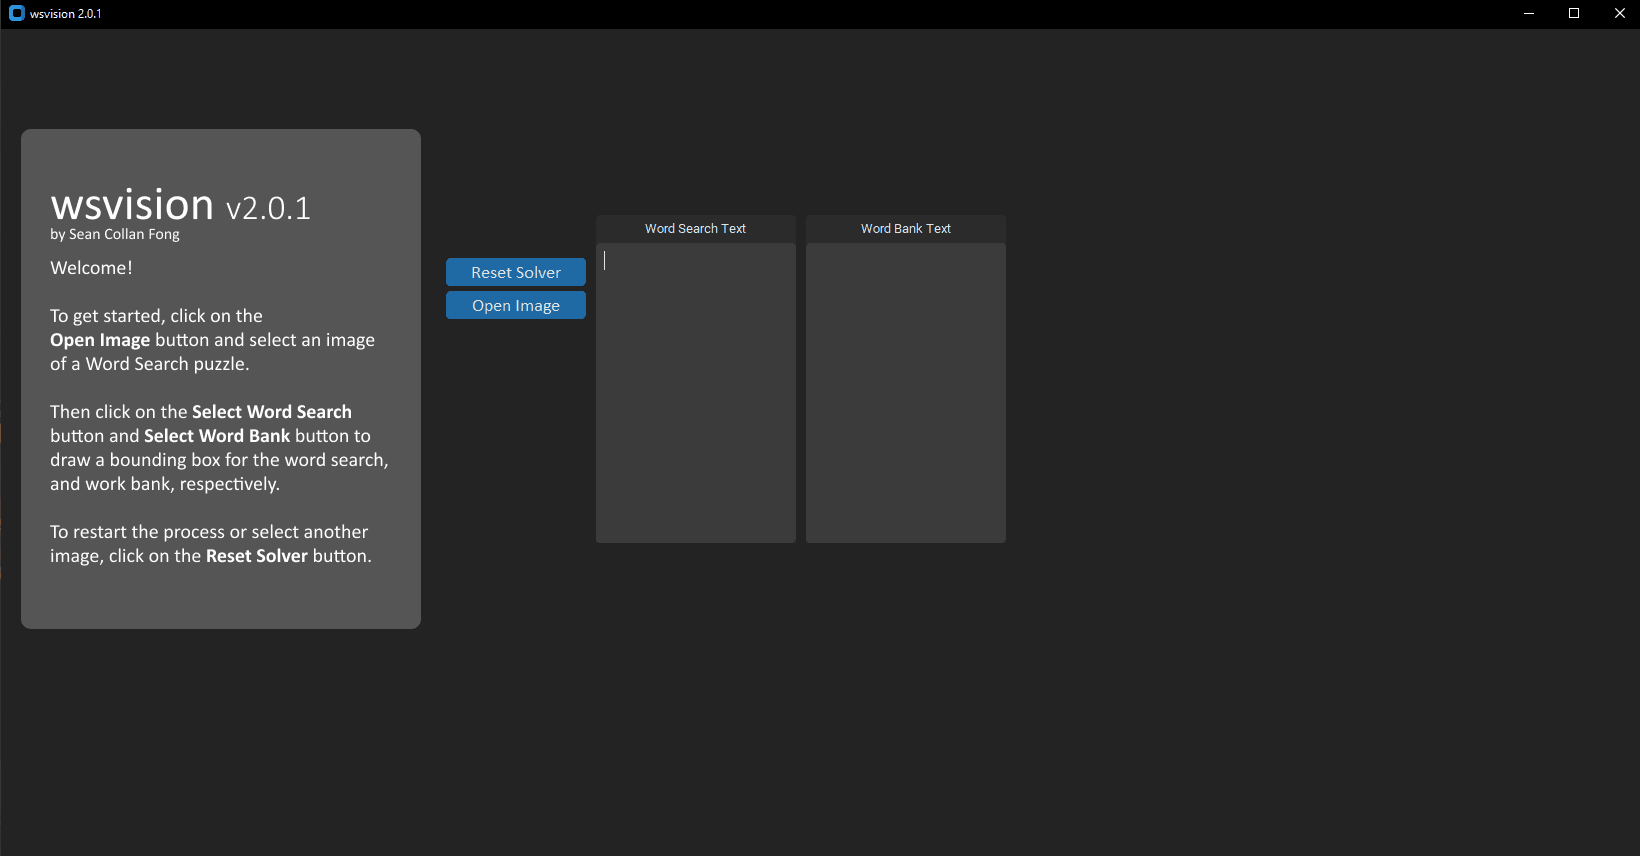 wsvision 2.0.1
wsvision v2.0.1
by Sean Collan Fong
Welcome!
To get started, click on the
Open Image button and select an image
of a Word Search puzzle.
Then click on the Select Word Search
button and Select Word Bank button to
draw a bounding box for the word search,
and work bank, respectively.
To restart the process or select another
image, click on the Reset Solver button.
Reset Solver
Open Image
Word Search Text
Word Bank Text